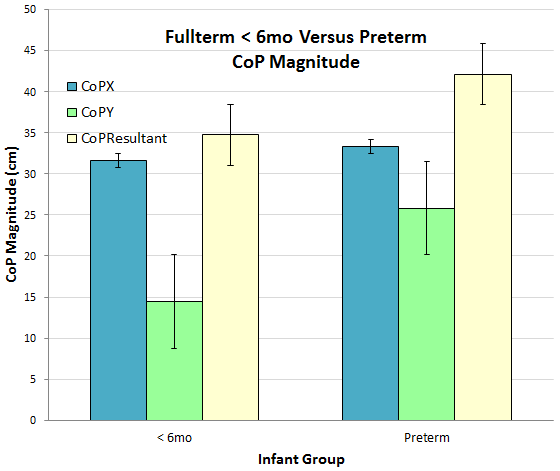 Fullterm < 6mo Versus Preterm
CoP Magnitude
CoPX
CoPY
CoPResultant
CoP Magnitude (cm)
50
45
40
35
30
25
20
15
10
5
0
< 6mo
Preterm
Infant Group